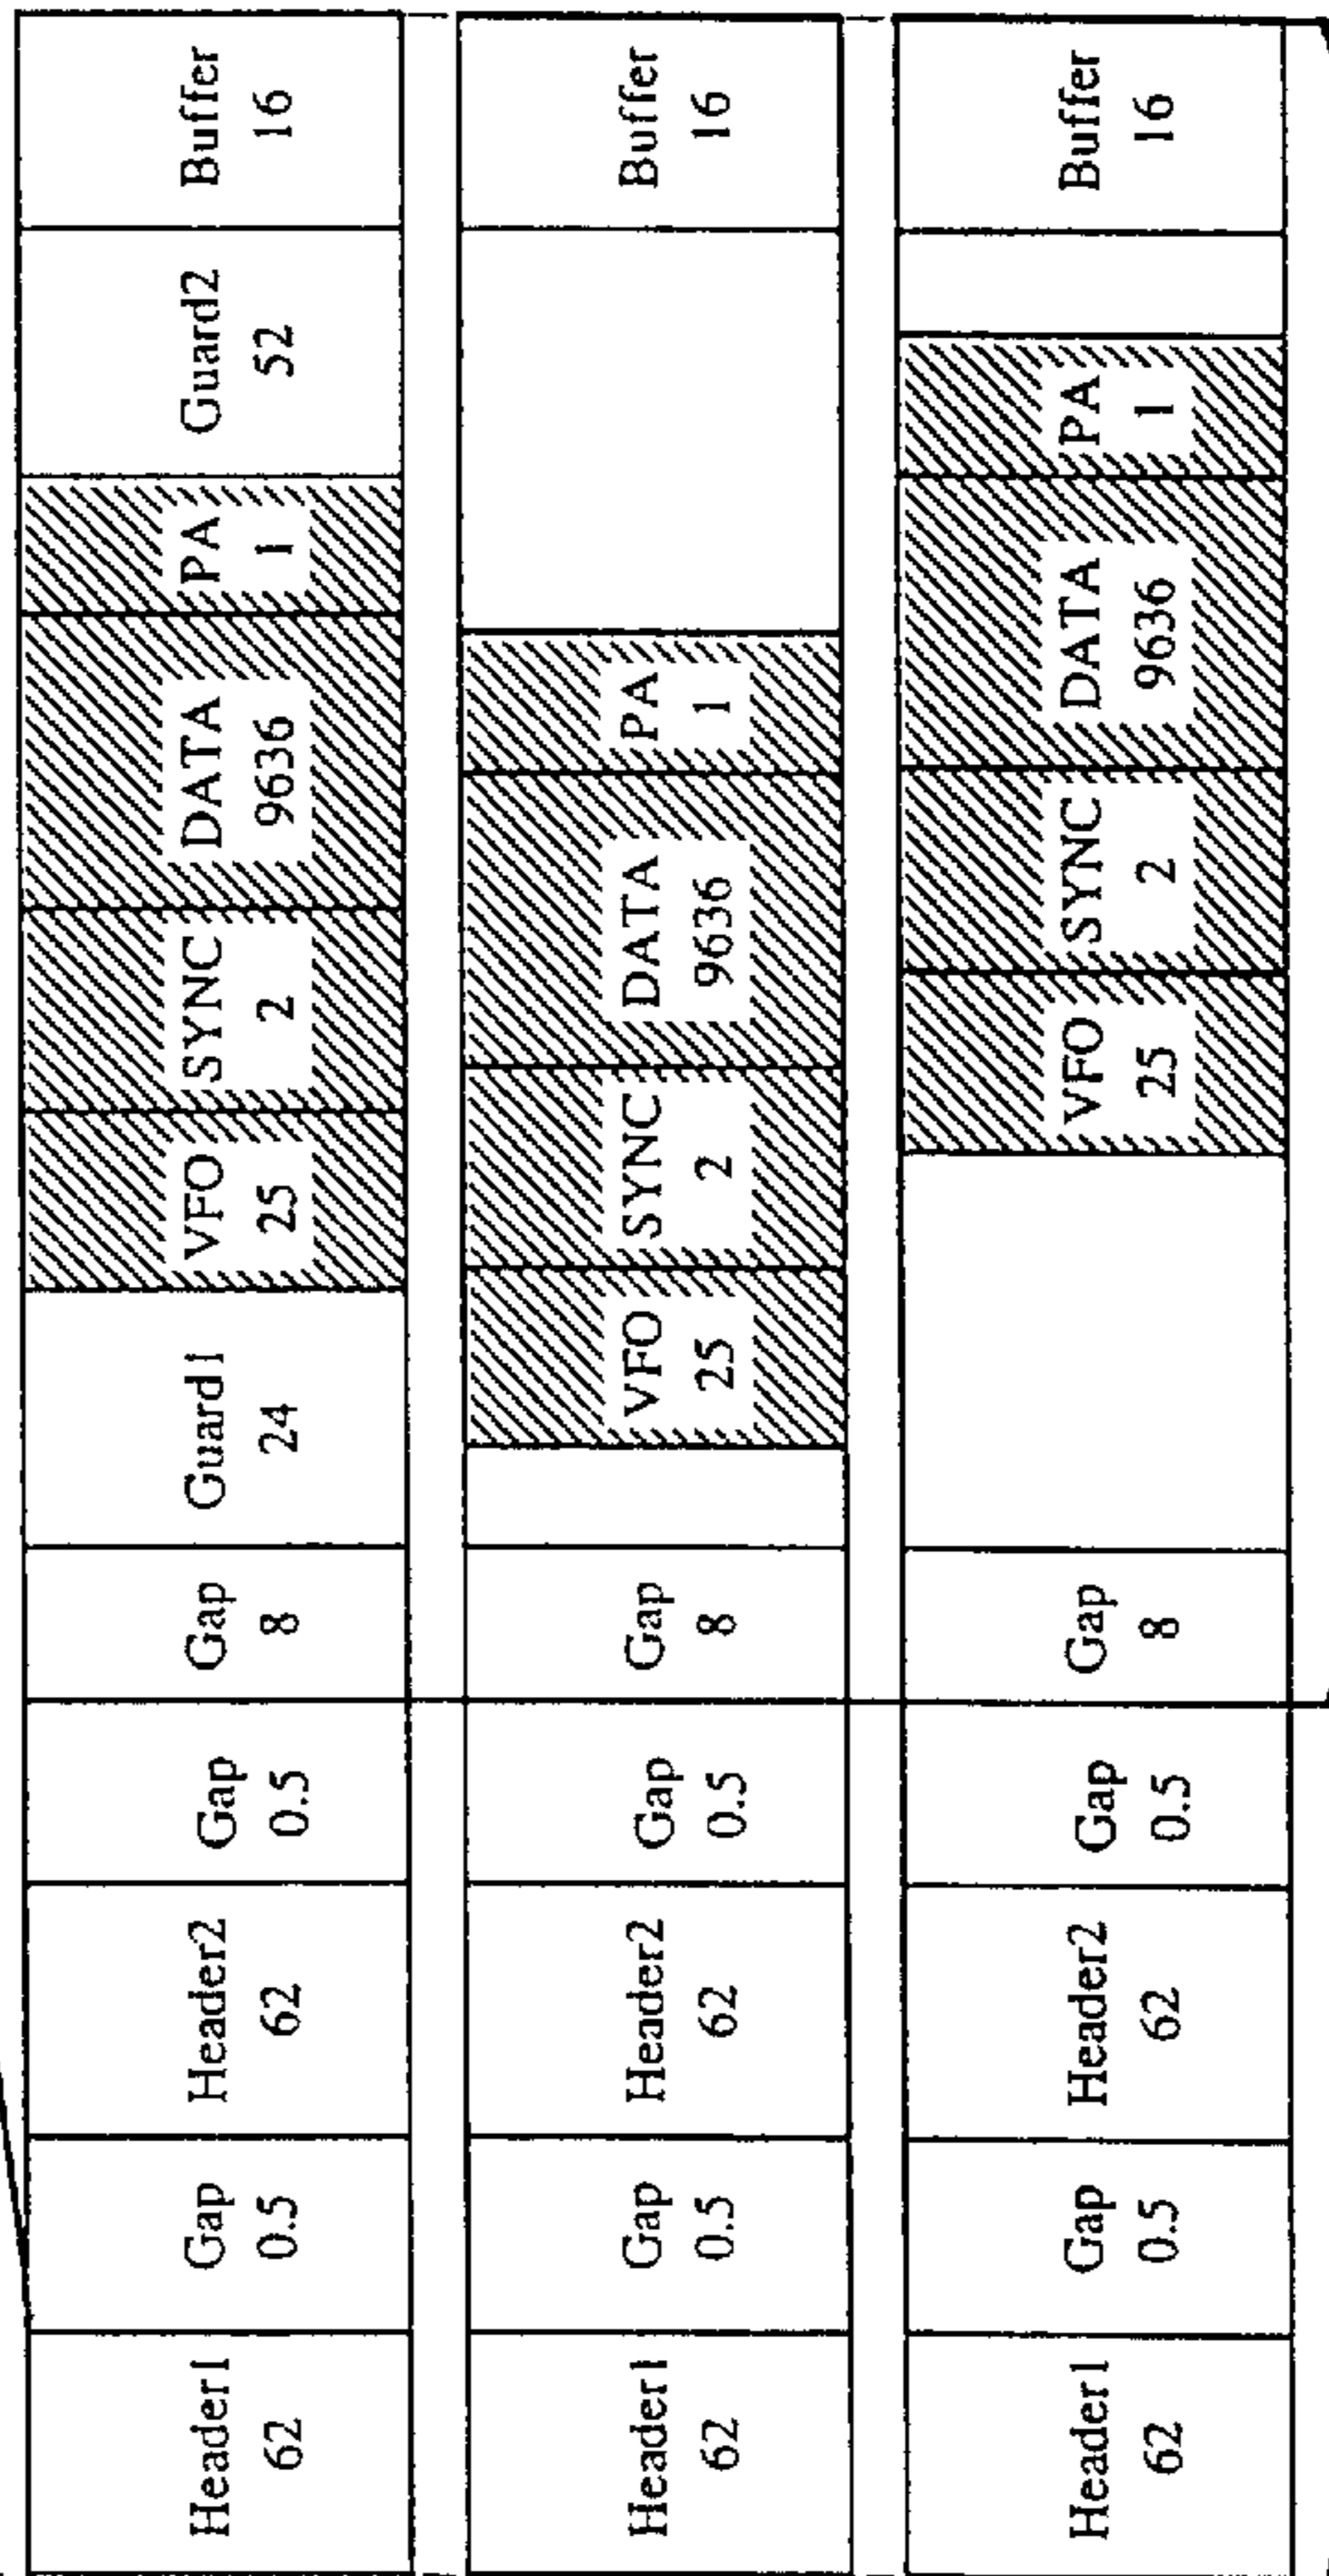 Header1
62
Gap
0.5
Header2
62
Gap
0.5
Gap
8
Guard1
24
VFO
25
SYNC
2
DATA
9636
PA
1
Guard2
52
Buffer
16
Header1
62
Gap
0.5
Header2
62
Gap
0.5
Gap
8
VFO
25
SYNC
2
DATA
9636
PA
1
Buffer
16
Header1
62
Gap
0.5
Header2
62
Gap
0.5
Gap
8
VFO
25
SYNC
2
DATA
9636
PA
1
Buffer
16